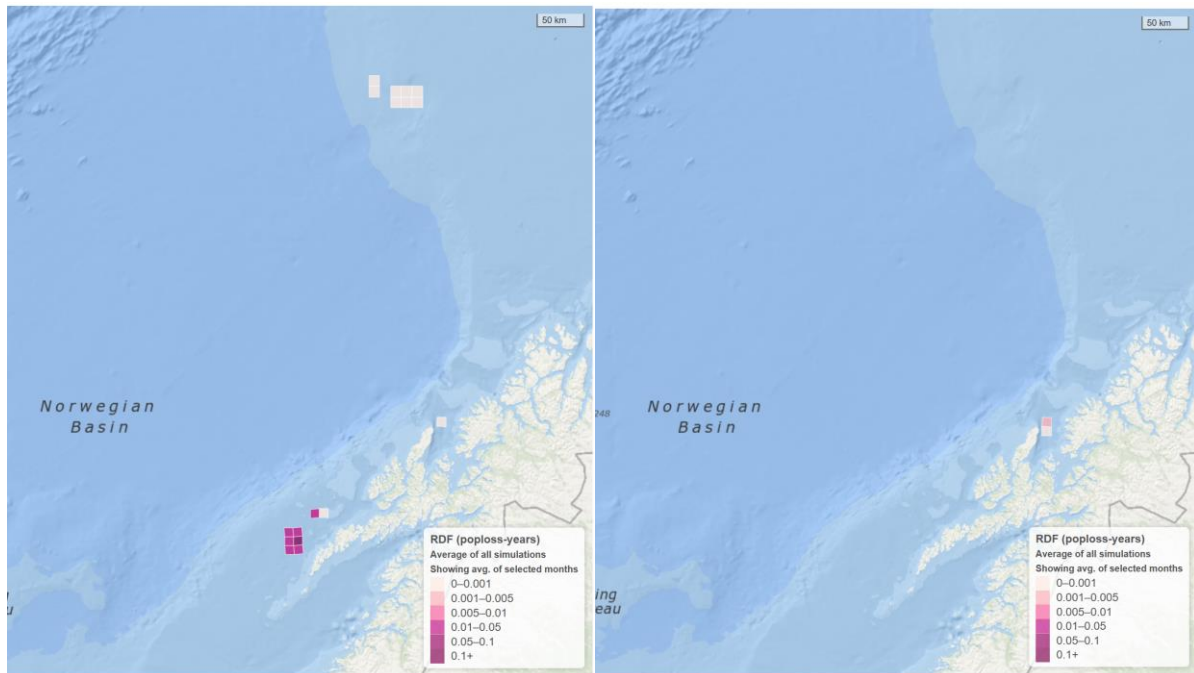 50 km
Norwegian
Basin
RDF (poploss-years)
Average of all simulations
Showing avg. of selected months
0–0.001
0.001–0.005
0.005–0.01
0.01–0.05
0.05–0.1
0.1+
50 km
248
Norwegian
Basin
ing
eau
RDF (poploss-years)
Average of all simulations
Showing avg. of selected months
0–0.001
0.001–0.005
0.005–0.01
0.01–0.05
0.05–0.1
0.1+